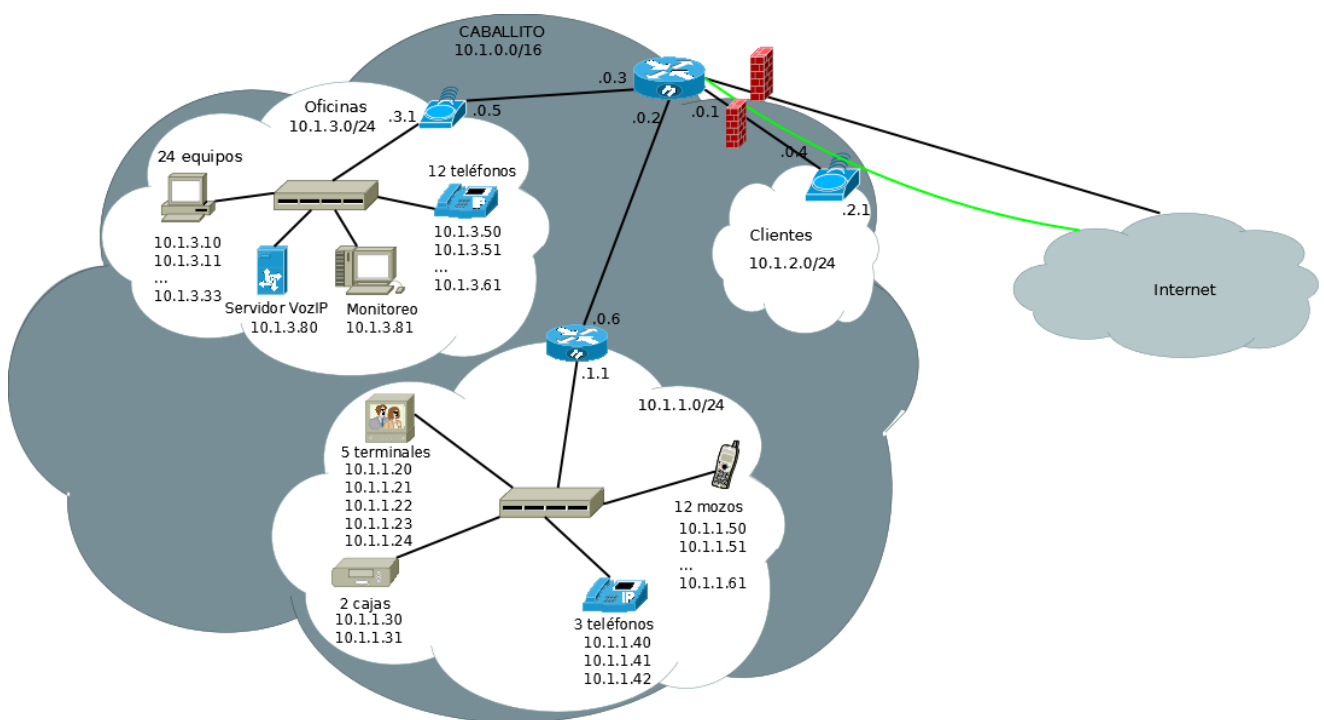 CABALLITO
10.1.0.0/16
.0.3
.0.2
.0.1
.0.4
.2.1
Oficinas
10.1.3.0/24
.3.1
.0.5
24 equipos
10.1.3.10
10.1.3.11
...
10.1.3.33
12 teléfonos
IP
10.1.3.50
10.1.3.51
...
10.1.3.61
Servidor VozIP
10.1.3.80
Monitoreo
10.1.3.81
Clientes
10.1.2.0/24
Internet
.0.6
.1.1
10.1.1.0/24
5 terminales
10.1.1.20
10.1.1.21
10.1.1.22
10.1.1.23
10.1.1.24
12 mozos
10.1.1.50
10.1.1.51
...
10.1.1.61
2 cajas
10.1.1.30
10.1.1.31
IP
3 teléfonos
10.1.1.40
10.1.1.41
10.1.1.42